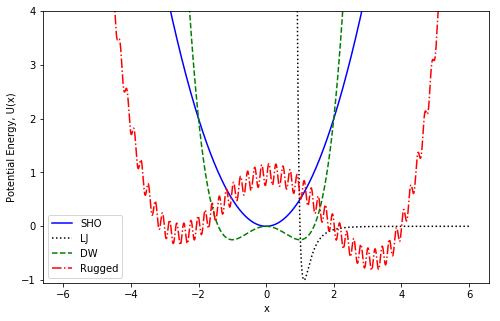 4
3
2
1
0
−1
Potential Energy, U(x)
SHO
LJ
DW
Rugged
−6 −4 −2 0 2 4 6
x